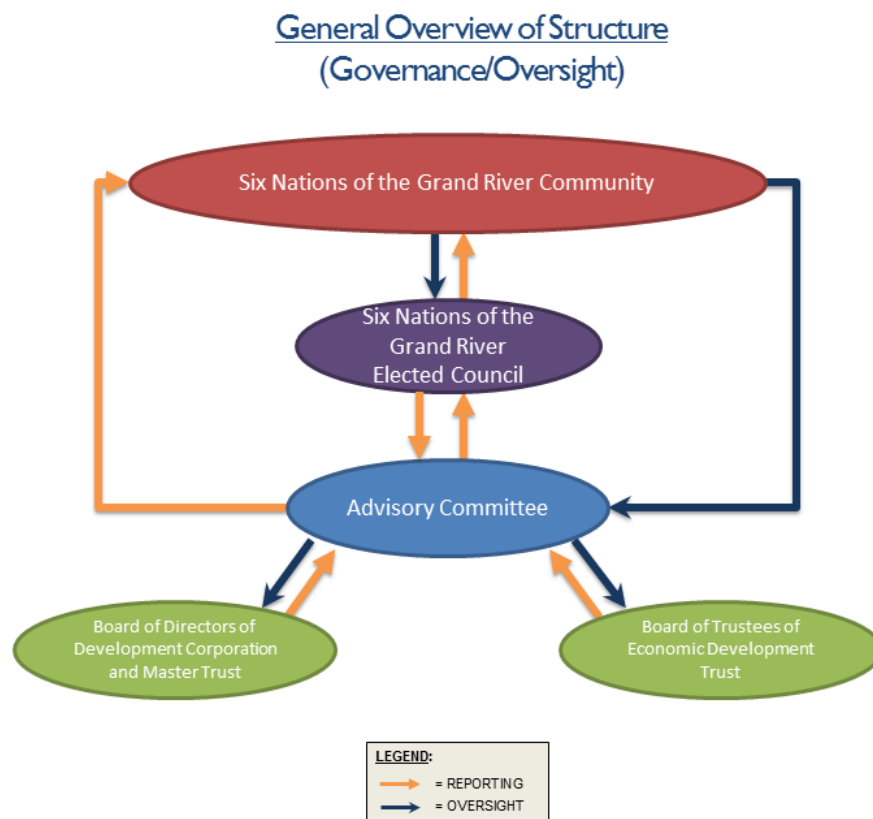 General Overview of Structure
(Governance/Oversight)
Six Nations of the Grand River Community
Six Nations of the
Grand River
Elected Council
Advisory Committee
Board of Directors of
Development Corporation
and Master Trust
Board of Trustees of
Economic Development
Trust
LEGEND:
= REPORTING
= OVERSIGHT